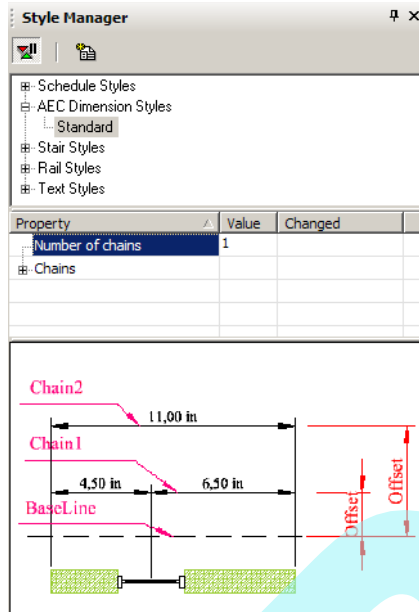 Style Manager
Schedule Styles
AEC Dimension Styles
Standard
Stair Styles
Rail Styles
Text Styles
Property Value Changed
Number of chains 1
Chains
Chain2
11,00 in
Chain1
4,50 in 6,50 in
BaseLine
Offset
Offset